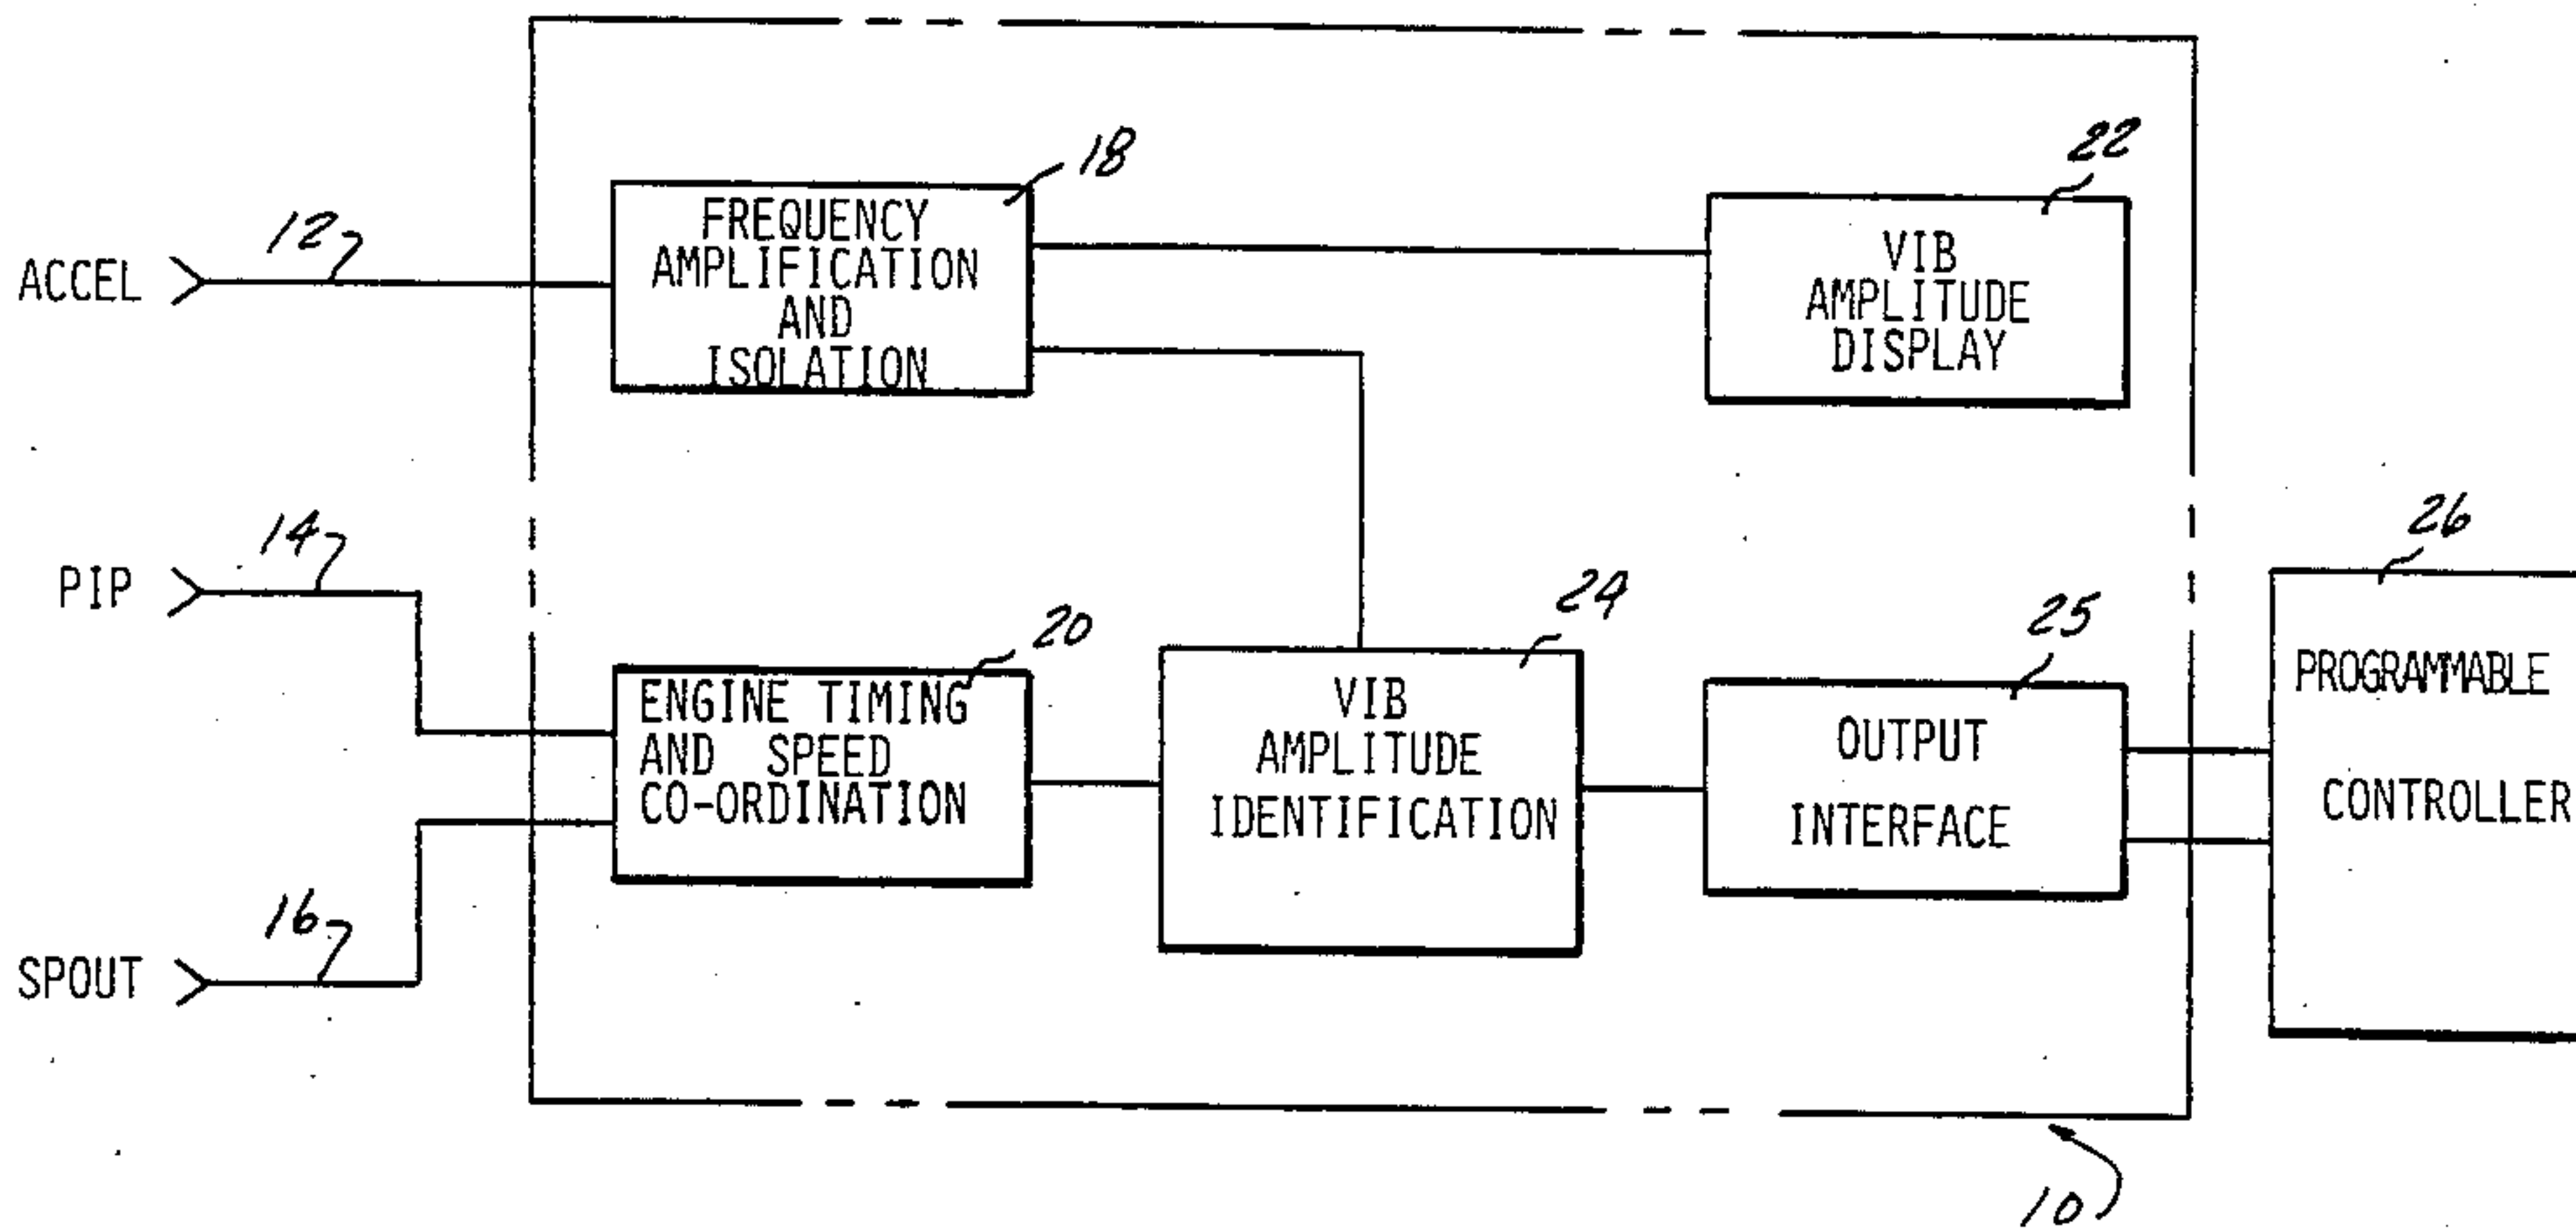 18
22
12
FREQUENCY
AMPLIFICATION
AND
ISOLATION
ACCEL
VIB
AMPLITUDE
DISPLAY
14
PIP
26
20
24
25
ENGINE TIMING
AND SPEED
CO-ORDINATION
VIB
AMPLITUDE
IDENTIFICATION
OUTPUT
INTERFACE
PROGRAMMABLE
CONTROLLER
16
SPOUT
10